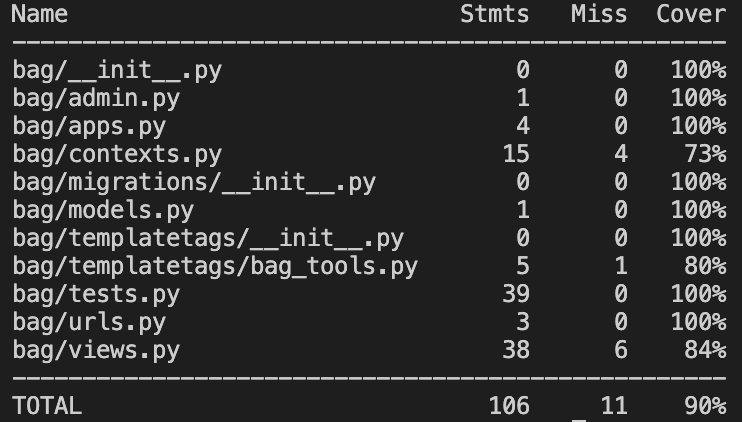 Name Stmts Miss Cover
---------------------------------------------------
bag/__init__.py 0 0 100%
bag/admin.py 1 0 100%
bag/apps.py 4 0 100%
bag/contexts.py 15 4 73%
bag/migrations/__init__.py 0 0 100%
bag/models.py 1 0 100%
bag/templatetags/__init__.py 0 0 100%
bag/templatetags/bag_tools.py 5 1 80%
bag/tests.py 39 0 100%
bag/urls.py 3 0 100%
bag/views.py 38 6 84%
---------------------------------------------------
TOTAL 106 11 90%